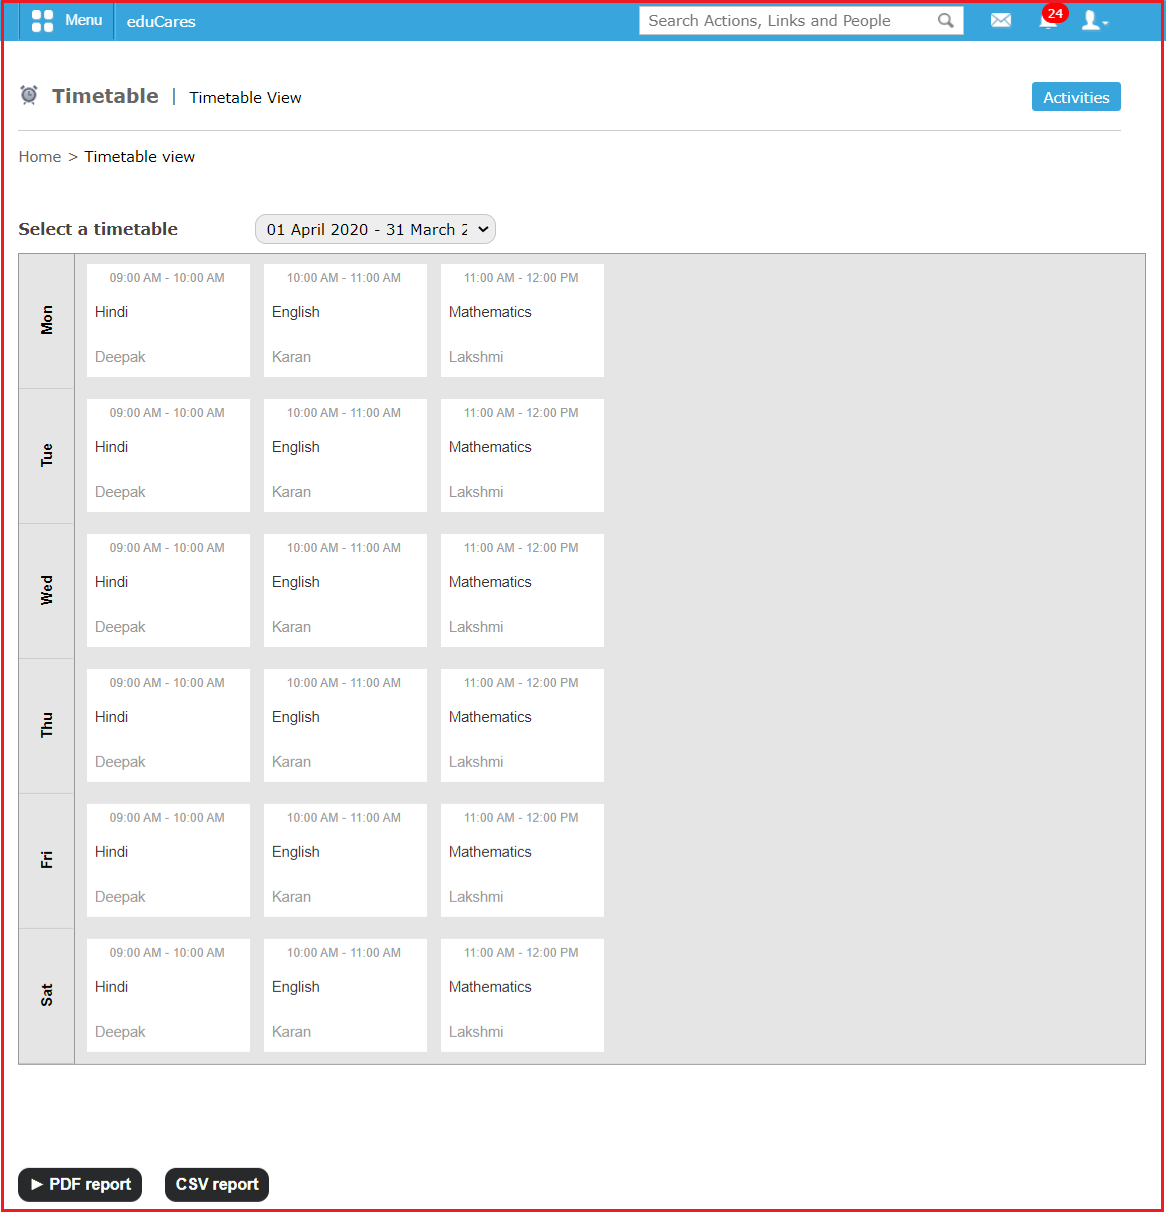 Menu eduCares Search Actions, Links and People 24
Timetable | Timetable View Activities
Home > Timetable view
Select a timetable 01 April 2020 - 31 March 2
Mon
09:00 AM - 10:00 AM 10:00 AM - 11:00 AM 11:00 AM - 12:00 PM
Hindi English Mathematics
Deepak Karan Lakshmi
Tue
09:00 AM - 10:00 AM 10:00 AM - 11:00 AM 11:00 AM - 12:00 PM
Hindi English Mathematics
Deepak Karan Lakshmi
Wed
09:00 AM - 10:00 AM 10:00 AM - 11:00 AM 11:00 AM - 12:00 PM
Hindi English Mathematics
Deepak Karan Lakshmi
Thu
09:00 AM - 10:00 AM 10:00 AM - 11:00 AM 11:00 AM - 12:00 PM
Hindi English Mathematics
Deepak Karan Lakshmi
Fri
09:00 AM - 10:00 AM 10:00 AM - 11:00 AM 11:00 AM - 12:00 PM
Hindi English Mathematics
Deepak Karan Lakshmi
Sat
09:00 AM - 10:00 AM 10:00 AM - 11:00 AM 11:00 AM - 12:00 PM
Hindi English Mathematics
Deepak Karan Lakshmi
► PDF report CSV report